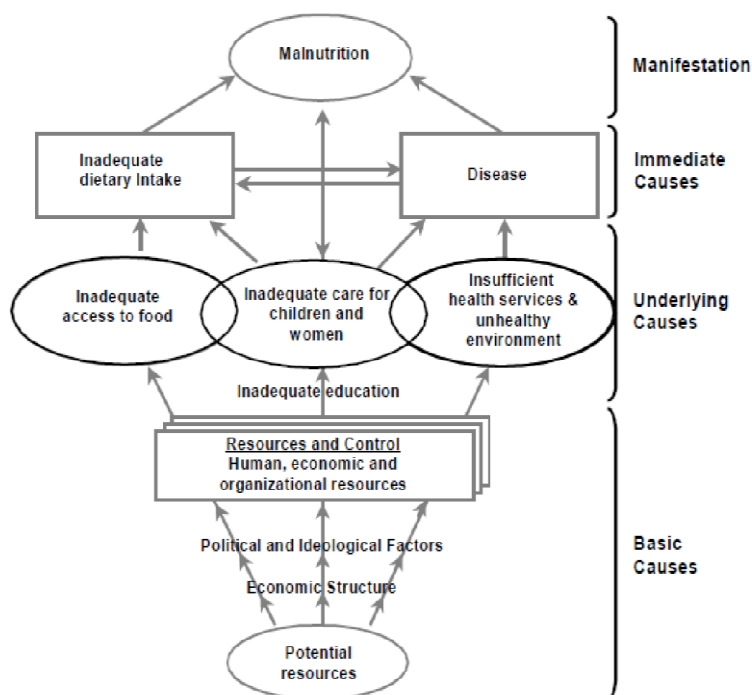 Malnutrition
Manifestation
Inadequate
dietary Intake
Disease
Immediate
Causes
Inadequate
access to food
Inadequate care for
children and
women
Insufficient
health services &
unhealthy
environment
Underlying
Causes
Inadequate education
Resources and Control
Human, economic and
organizational resources
Political and Ideological Factors
Economic Structure
Basic
Causes
Potential
resources